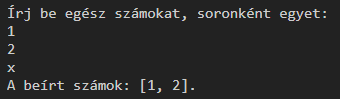 Írj be egész számokat, soronként egyet:
1
2
x
A beírt számok: [1, 2].